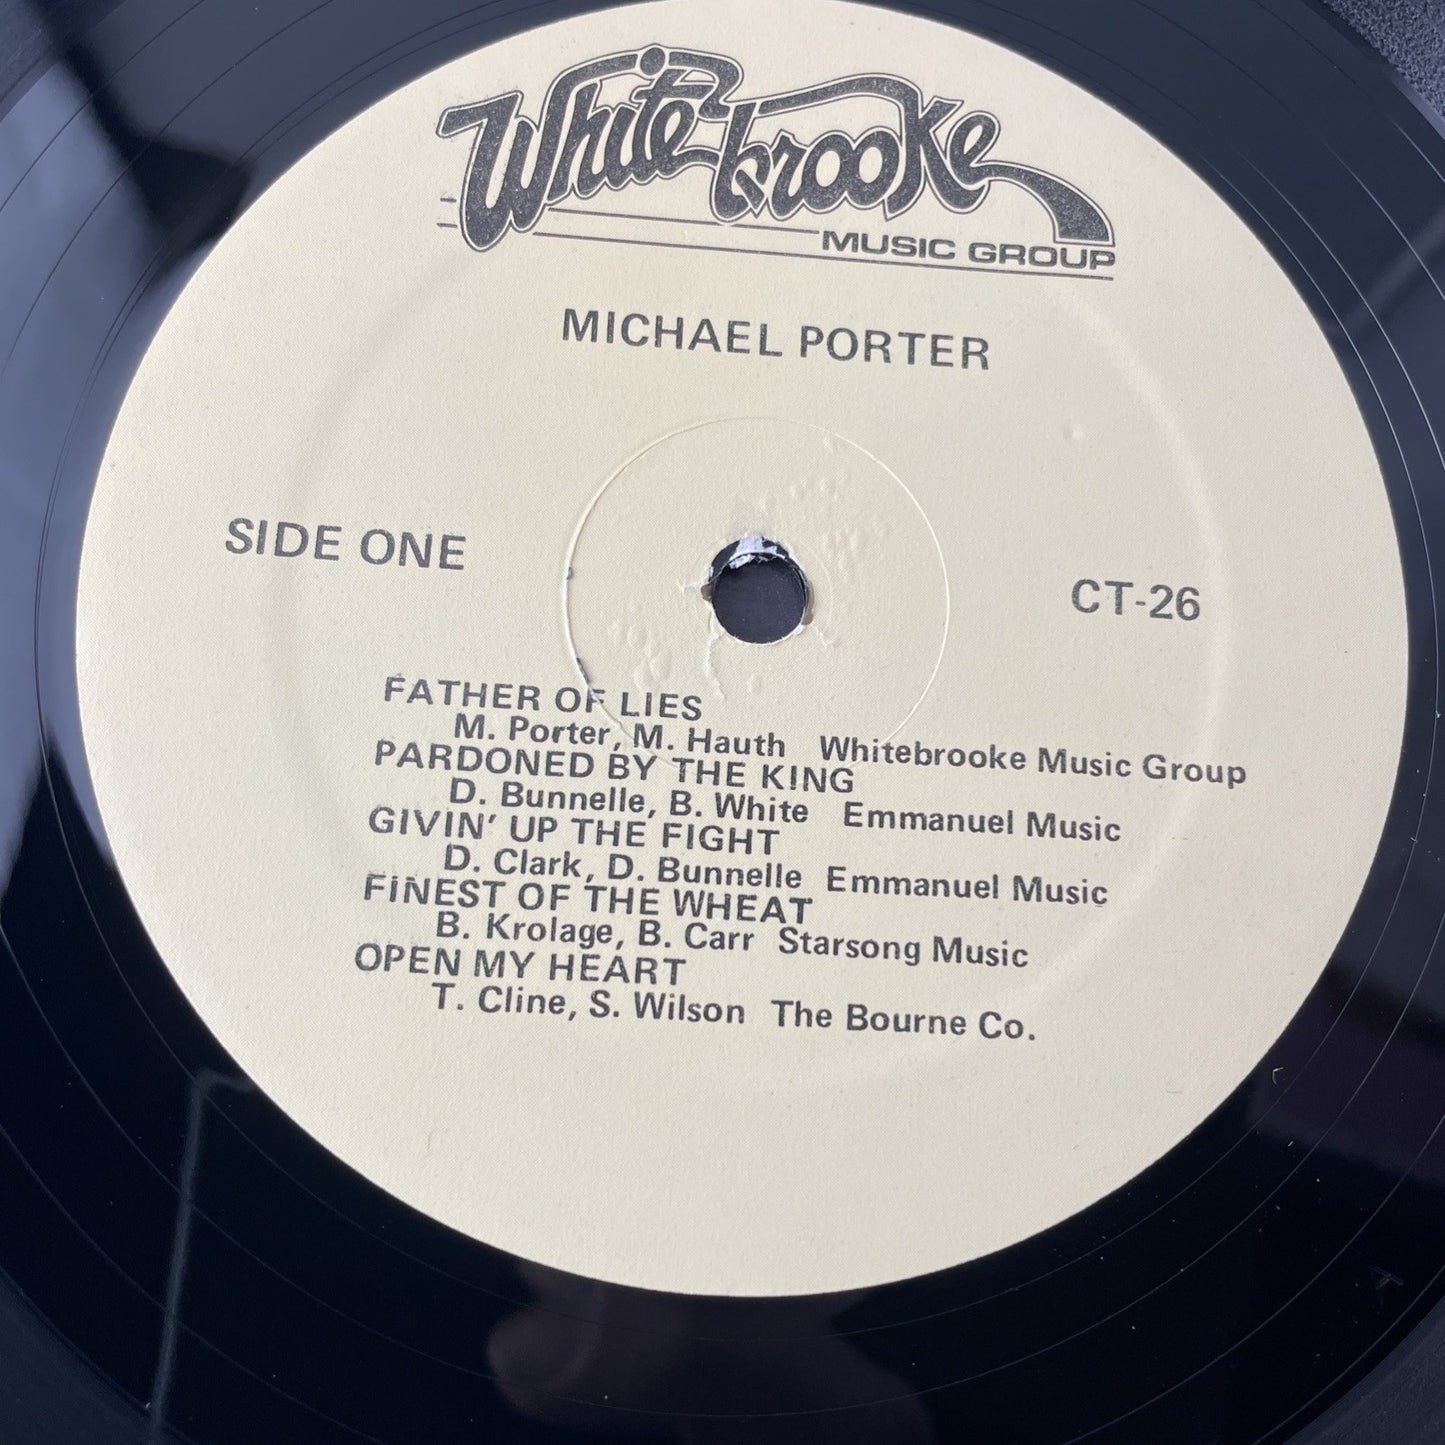 Whitebrooke
MUSIC GROUP
MICHAEL PORTER
SIDE ONE
CT-26
FATHER OF LIES
M. Porter, M. Hauth Whitebrooke Music Group
PARDONED BY THE KING
D. Bunnelle, B. White Emmanuel Music
GIVIN' UP THE FIGHT
D. Clark, D. Bunnelle Emmanuel Music
FINEST OF THE WHEAT
B. Krolage, B. Carr Starsong Music
OPEN MY HEART
T. Cline, S. Wilson The Bourne Co.